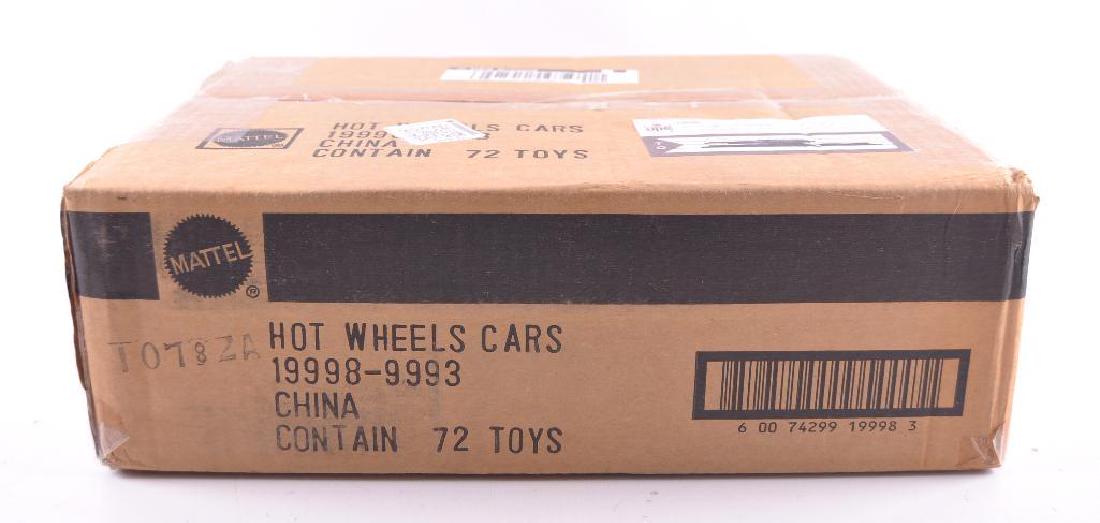 HOT WHEELS CARS
MATTEL
®
CHINA
CONTAIN 72 TOYS
MATTEL
®
T078ZA
HOT WHEELS CARS
19998-9993
CHINA
CONTAIN 72 TOYS
6 00 74299 19998 3